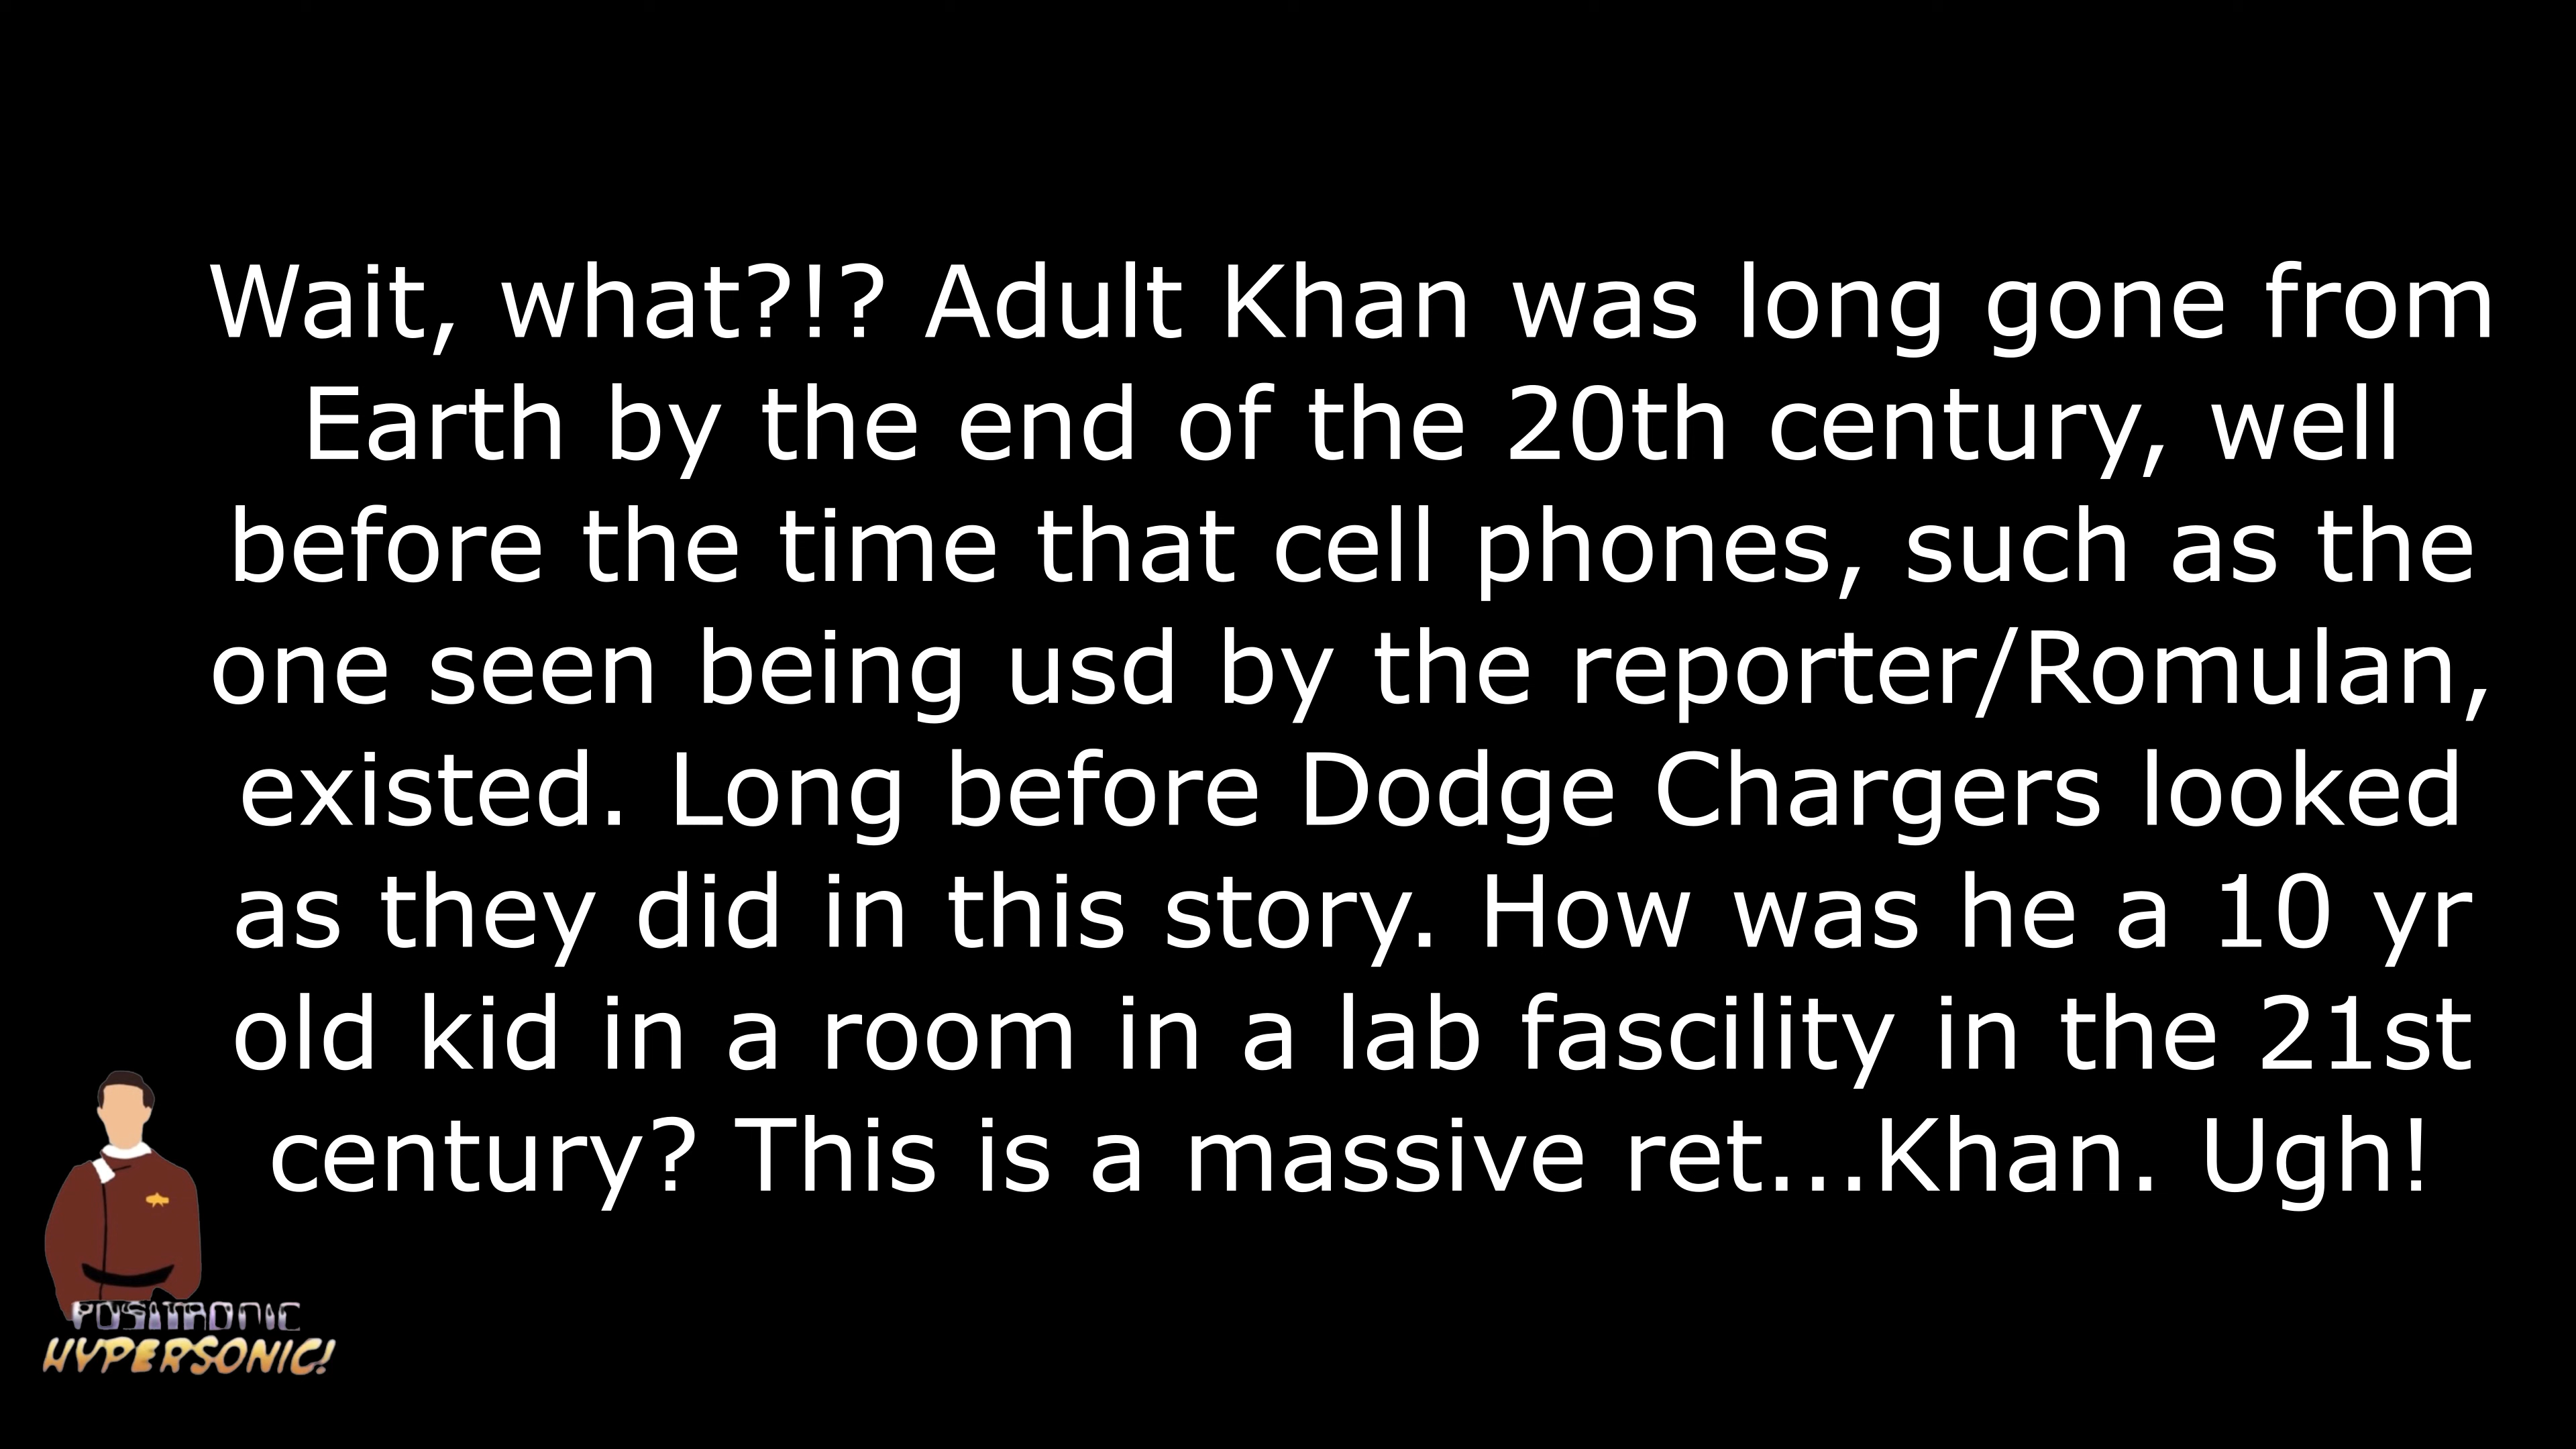 Wait, what?!? Adult Khan was long gone from
Earth by the end of the 20th century, well
before the time that cell phones, such as the
one seen being usd by the reporter/Romulan,
existed. Long before Dodge Chargers looked
as they did in this story. How was he a 10 yr
old kid in a room in a lab fascility in the 21st
century? This is a massive ret...Khan. Ugh!
POSITRONIC
HYPERSONIC!